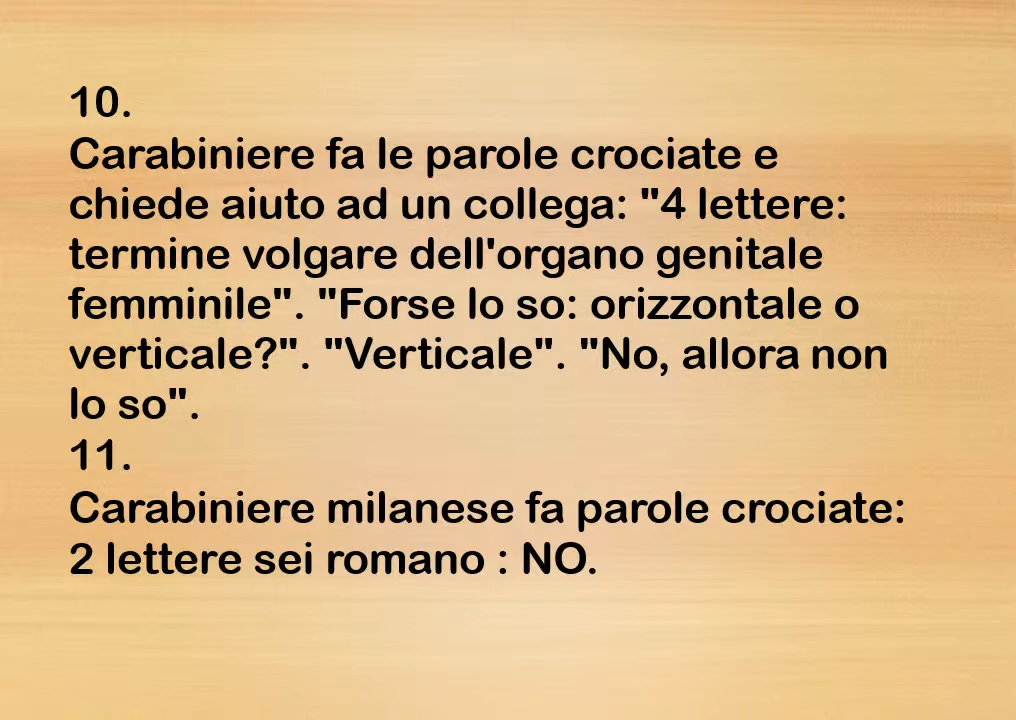 10.
Carabiniere fa le parole crociate e
chiede aiuto ad un collega: "4 lettere:
termine volgare dell'organo genitale
femminile". "Forse lo so: orizzontale o
verticale?". "Verticale". "No, allora non
lo so".
11.
Carabiniere milanese fa parole crociate:
2 lettere sei romano : NO.